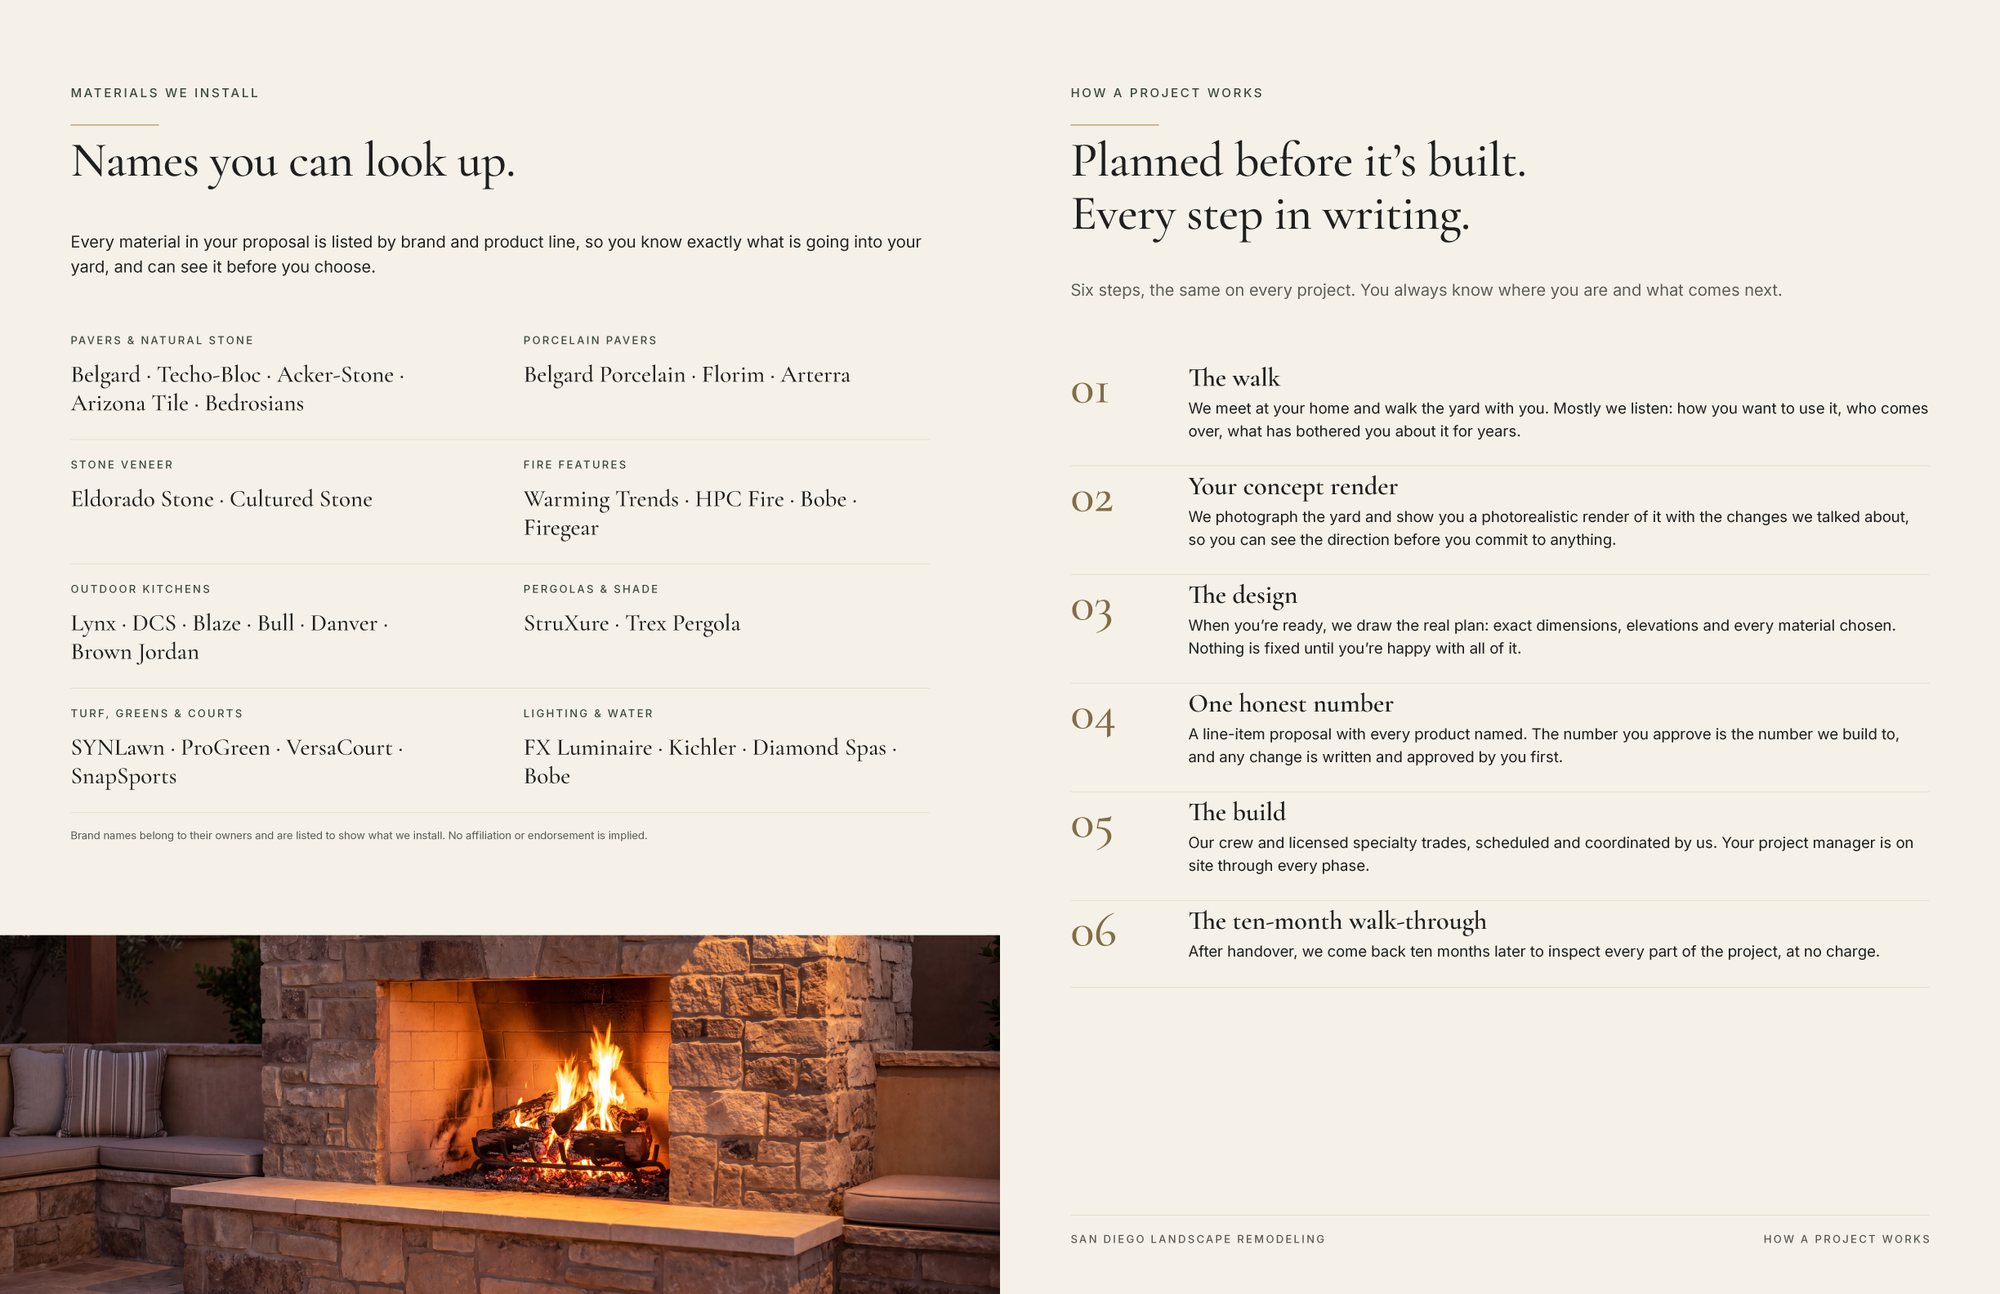 MATERIALS WE INSTALL
Names you can look up.
Every material in your proposal is listed by brand and product line, so you know exactly what is going into your
yard, and can see it before you choose.
PAVERS & NATURAL STONE
Belgard · Techo-Bloc · Acker-Stone ·
Arizona Tile · Bedrosians
PORCELAIN PAVERS
Belgard Porcelain · Florim · Arterra
STONE VENEER
Eldorado Stone · Cultured Stone
FIRE FEATURES
Warming Trends · HPC Fire · Bobe ·
Firegear
OUTDOOR KITCHENS
Lynx · DCS · Blaze · Bull · Danver ·
Brown Jordan
PERGOLAS & SHADE
StruXure · Trex Pergola
TURF, GREENS & COURTS
SYNLawn · ProGreen · VersaCourt ·
SnapSports
LIGHTING & WATER
FX Luminaire · Kichler · Diamond Spas ·
Bobe
Brand names belong to their owners and are listed to show what we install. No affiliation or endorsement is implied.
HOW A PROJECT WORKS
Planned before it’s built.
Every step in writing.
Six steps, the same on every project. You always know where you are and what comes next.
01
The walk
We meet at your home and walk the yard with you. Mostly we listen: how you want to use it, who comes
over, what has bothered you about it for years.
02
Your concept render
We photograph the yard and show you a photorealistic render of it with the changes we talked about,
so you can see the direction before you commit to anything.
03
The design
When you’re ready, we draw the real plan: exact dimensions, elevations and every material chosen.
Nothing is fixed until you’re happy with all of it.
04
One honest number
A line-item proposal with every product named. The number you approve is the number we build to,
and any change is written and approved by you first.
05
The build
Our crew and licensed specialty trades, scheduled and coordinated by us. Your project manager is on
site through every phase.
06
The ten-month walk-through
After handover, we come back ten months later to inspect every part of the project, at no charge.
SAN DIEGO LANDSCAPE REMODELING
HOW A PROJECT WORKS